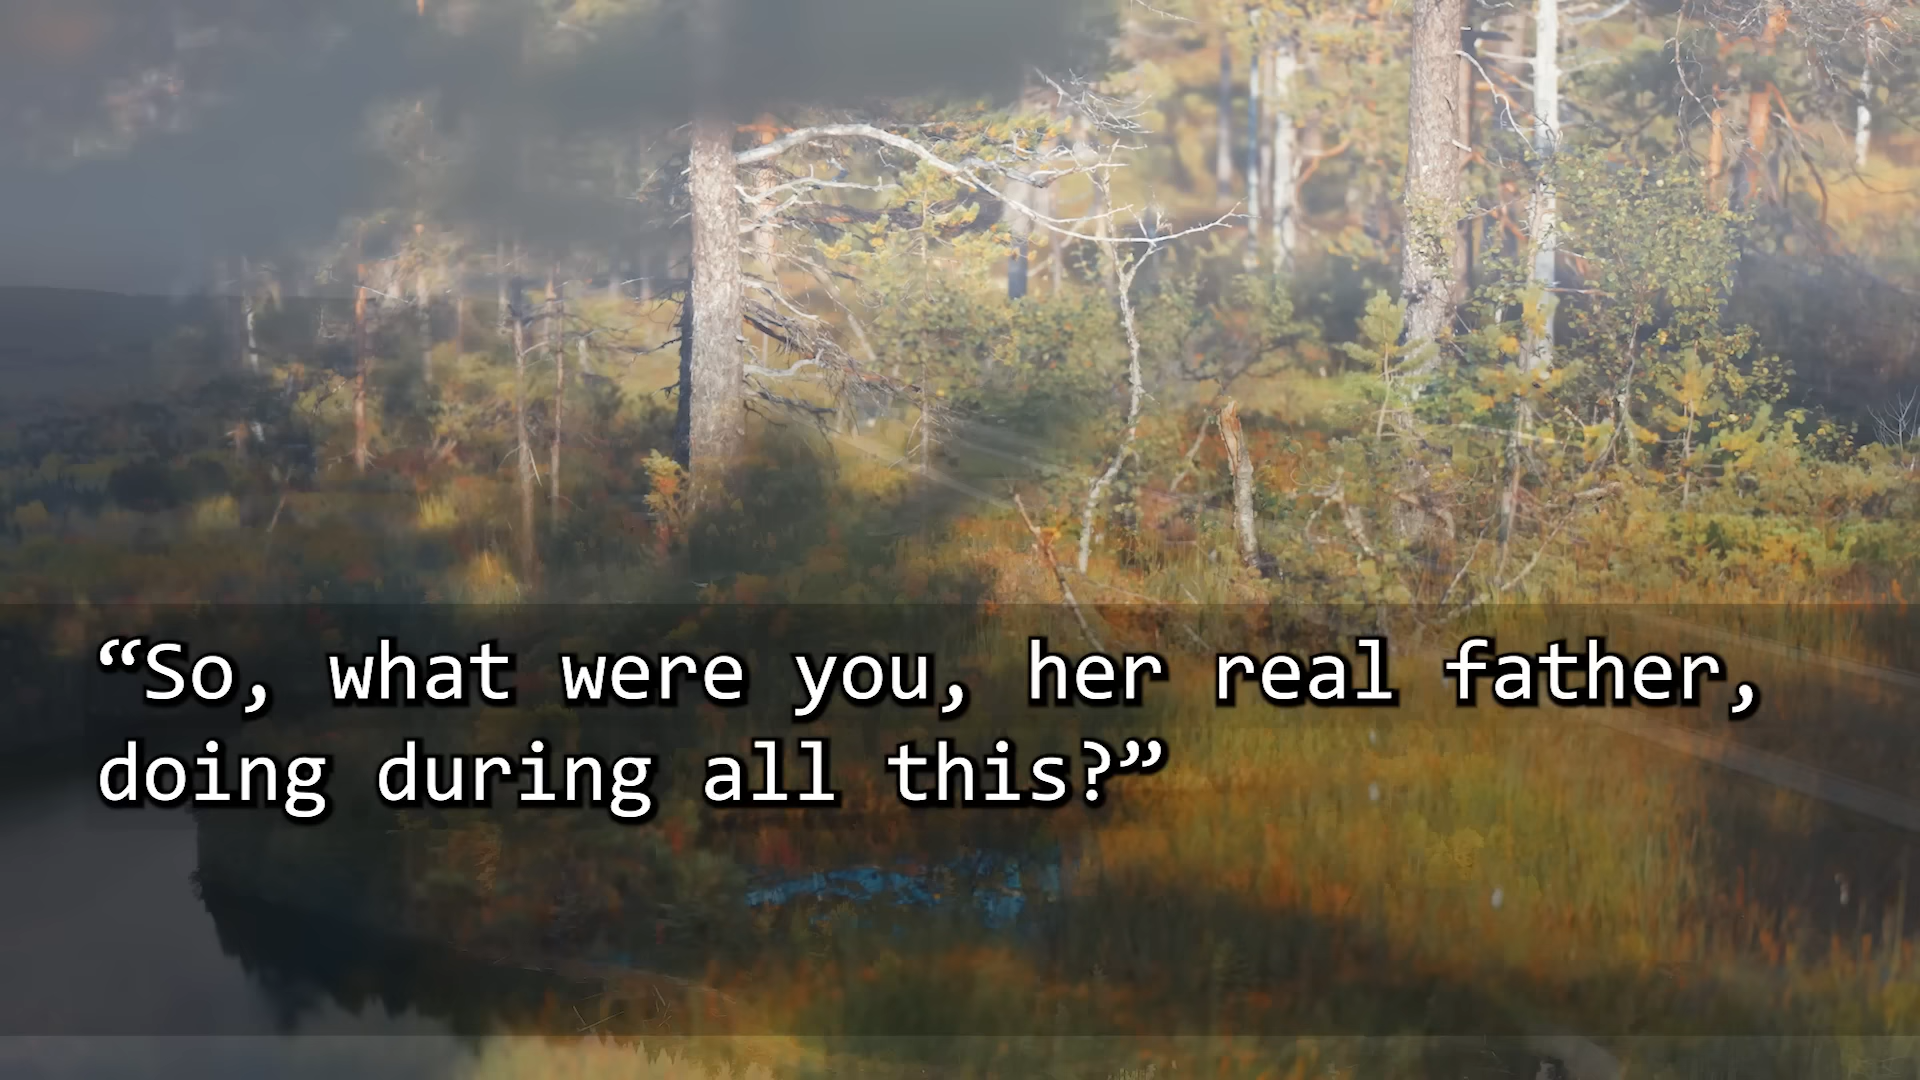 “So, what were you, her real father,
doing during all this?”